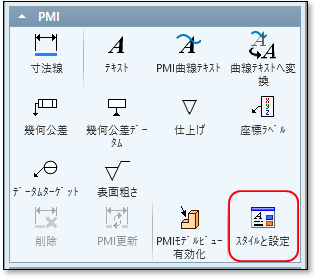 PMI
寸法線
ﾃｷｽﾄ
PMI曲線ﾃｷｽﾄ
曲線ﾃｷｽﾄへ変
換
幾何公差
幾何公差ﾃﾞｰ
ﾀﾑ
仕上げ
座標ﾗﾍﾞﾙ
ﾃﾞｰﾀﾑﾀｰｹﾞｯﾄ
表面粗さ
削除
PMI更新
PMIﾓﾃﾞﾙﾋﾞｭｰ
有効化
ｽﾀｲﾙと設定